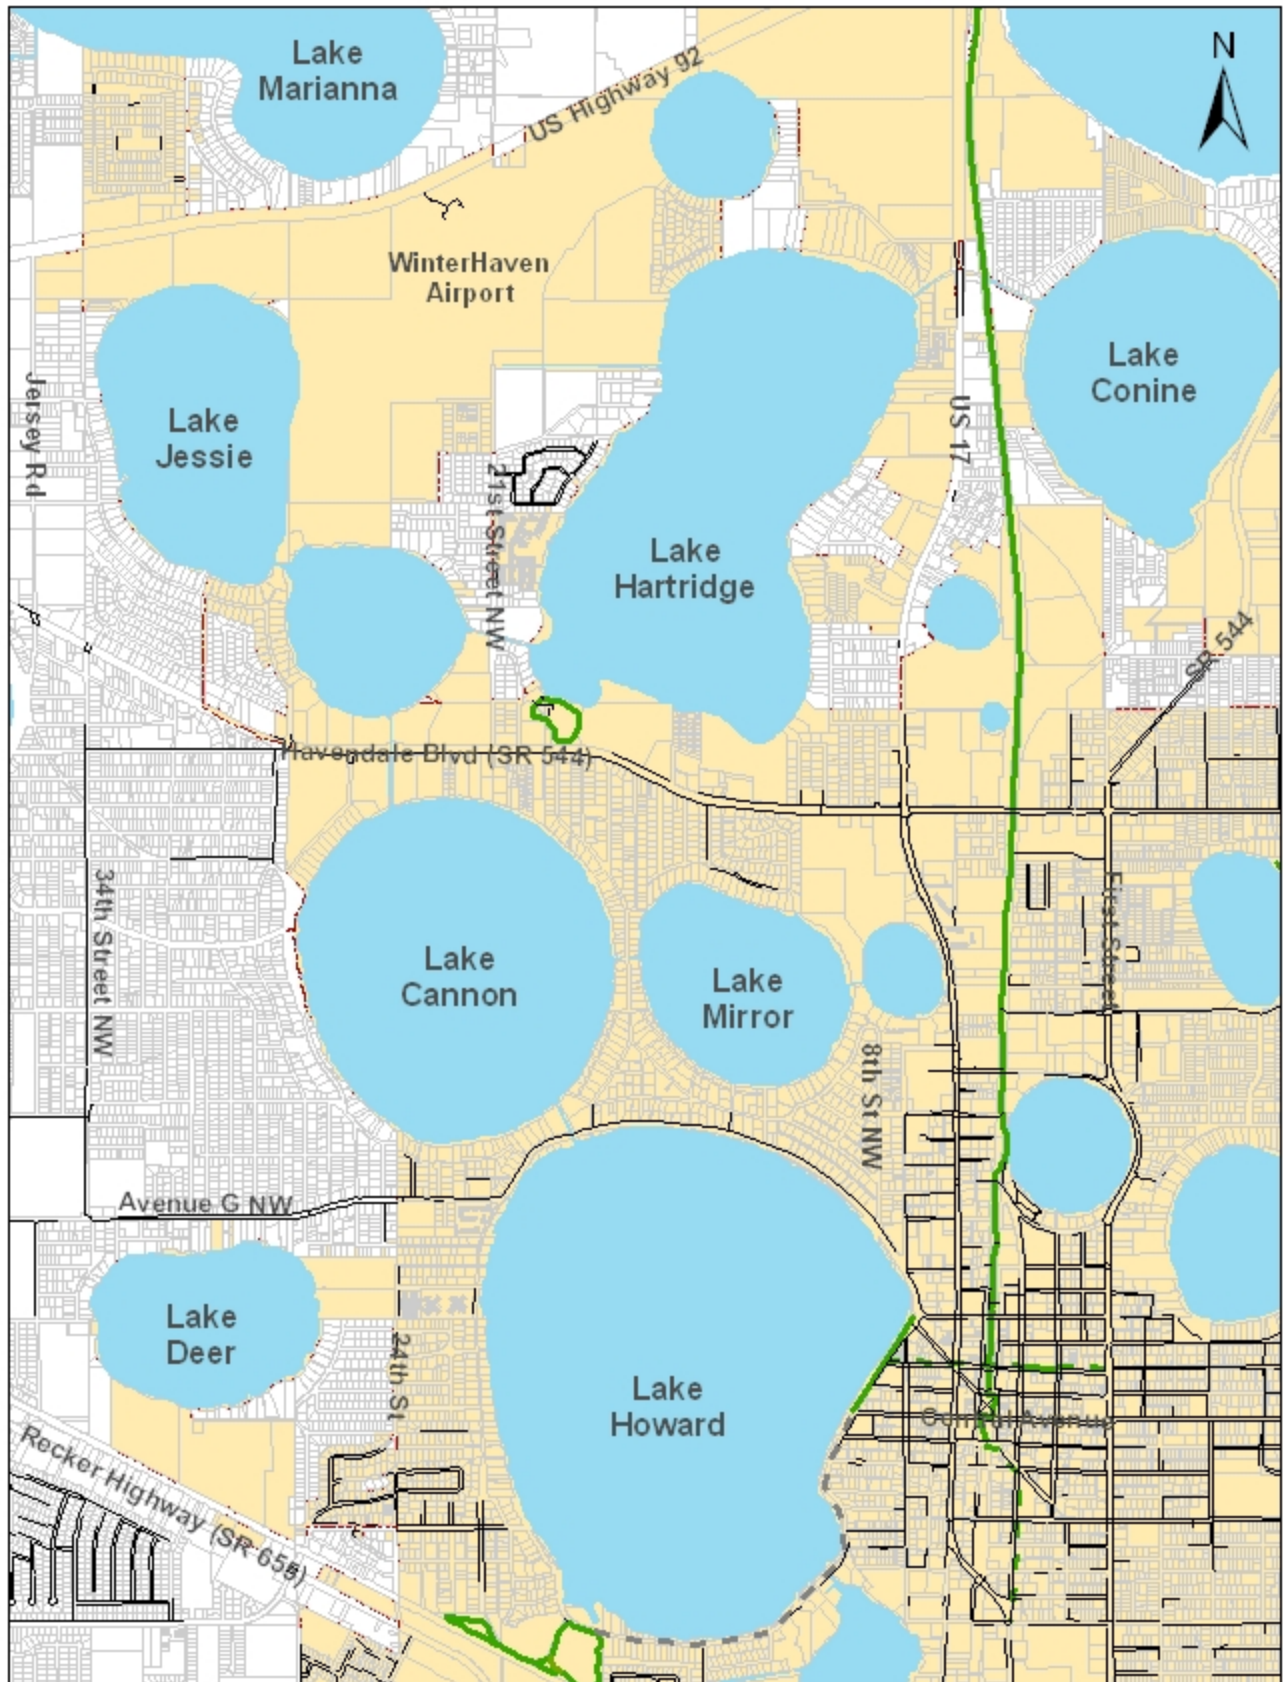 Lake
Marianna
N
US Highway 92
WinterHaven
Airport
Lake
Conine
Jersey Rd
Lake
Jessie
US 17
21st Street NW
Lake
Hartridge
SR 544
Havendale Blvd (SR 544)
34th Street NW
First Street
Lake
Cannon
Lake
Mirror
8th St NW
Avenue G NW
Lake
Deer
24th St
Lake
Howard
Central Avenue
Recker Highway (SR 655)